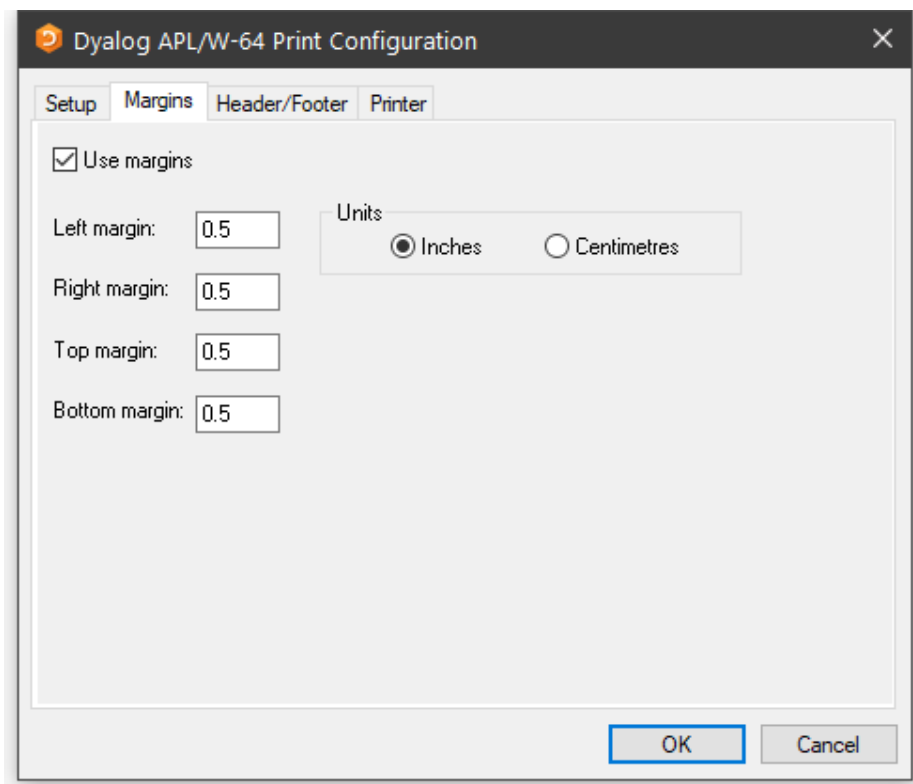 Dyalog APL/W-64 Print Configuration
Setup Margins Header/Footer Printer
Use margins
Units
Left margin: 0.5 Inches Centimetres
Right margin: 0.5
Top margin: 0.5
Bottom margin: 0.5
OK Cancel